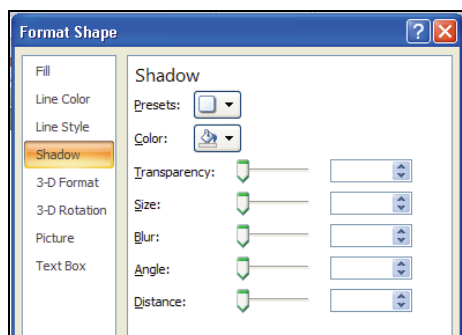 Format Shape
Fill
Line Color
Line Style
Shadow
3-D Format
3-D Rotation
Picture
Text Box
Shadow
Presets:
Color:
Transparency:
Size:
Blur:
Angle:
Distance: